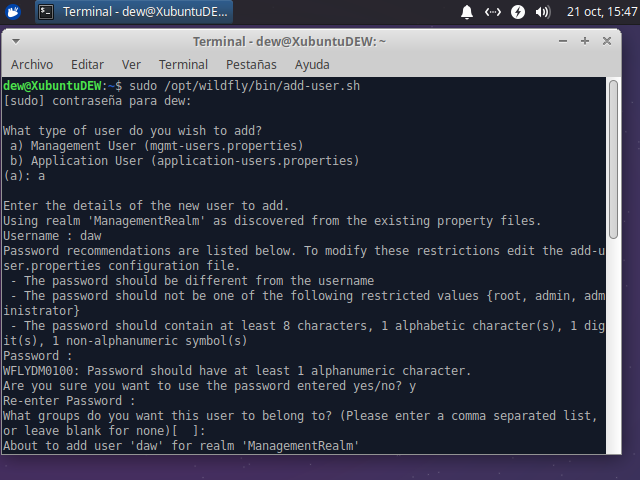 Terminal - dew@XubuntuDE...
21 oct, 15:47
Terminal - dew@XubuntuDEW: ~
Archivo Editar Ver Terminal Pestañas Ayuda
dew@XubuntuDEW:~$ sudo /opt/wildfly/bin/add-user.sh
[sudo] contraseña para dew:
What type of user do you wish to add?
a) Management User (mgmt-users.properties)
b) Application User (application-users.properties)
(a): a
Enter the details of the new user to add.
Using realm 'ManagementRealm' as discovered from the existing property files.
Username : daw
Password recommendations are listed below. To modify these restrictions edit the add-u
ser.properties configuration file.
- The password should be different from the username
- The password should not be one of the following restricted values {root, admin, adm
inistrator}
- The password should contain at least 8 characters, 1 alphabetic character(s), 1 dig
it(s), 1 non-alphanumeric symbol(s)
Password :
WFLYDM0100: Password should have at least 1 alphanumeric character.
Are you sure you want to use the password entered yes/no? y
Re-enter Password :
What groups do you want this user to belong to? (Please enter a comma separated list,
or leave blank for none)[  ]:
About to add user 'daw' for realm 'ManagementRealm'